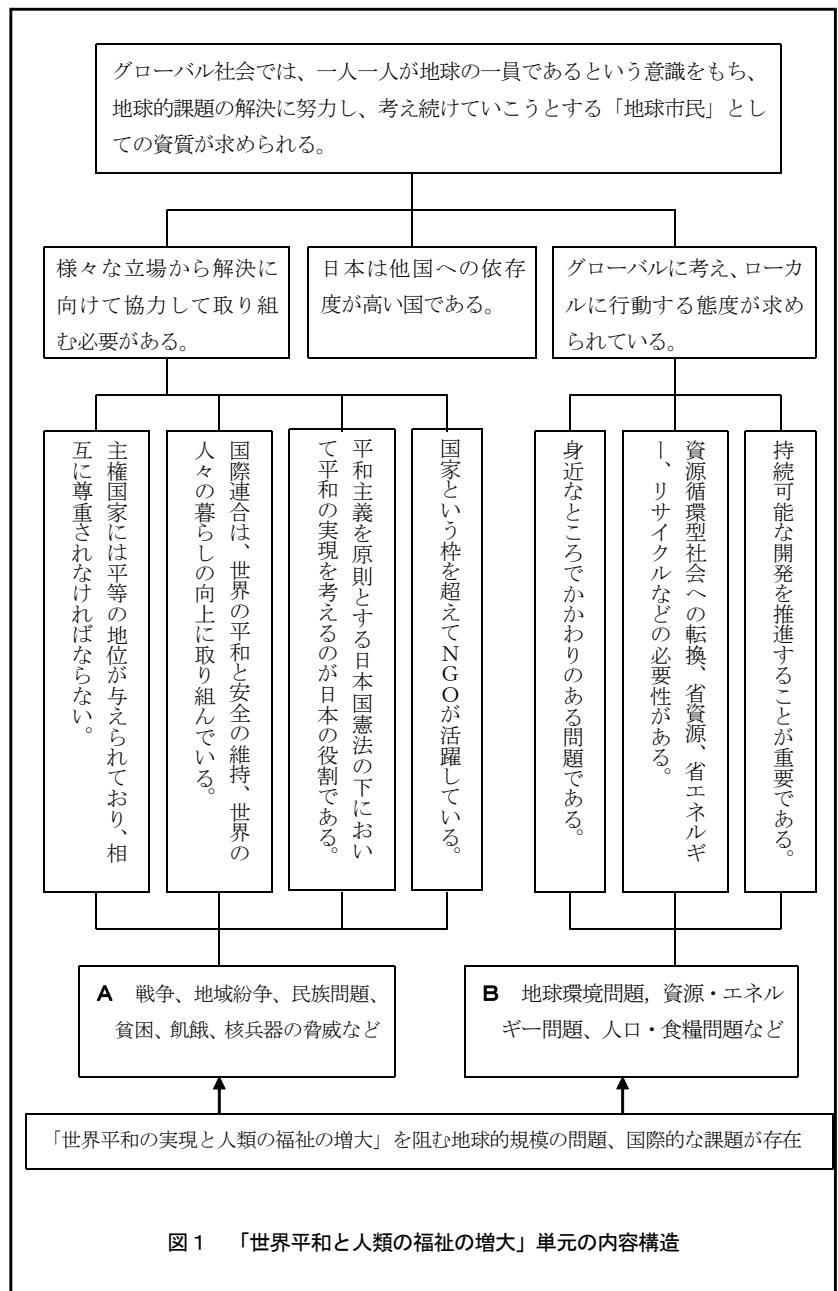 グローバル社会では、一人一人が地球の一員であるという意識をもち、
地球的課題の解決に努力し、考え続けていこうとする「地球市民」とし
ての資質が求められる。
様々な立場から解決に
向けて協力して取り組
む必要がある。
日本は他国への依存
度が高い国である。
グローバルに考え、ローカ
ルに行動する態度が求め
られている。
主権国家には平等の地位が与えられており、相
互に尊重されなければならない。
国際連合は、世界の平和と安全の維持、世界の
人々の暮らしの向上に取り組んでいる。
平和主義を原則とする日本国憲法の下におい
て平和の実現を考えるのが日本の役割である。
国家という枠を超えてNGOが活躍している。
身近なところでかかわりのある問題である。
資源循環型社会への転換、省資源、省エネルギ
ー、リサイクルなどの必要性がある。
持続可能な開発を推進することが重要である。
A 戦争、地域紛争、民族問題、
貧困、飢餓、核兵器の脅威など
B 地球環境問題，資源・エネル
ギー問題、人口・食糧問題など
「世界平和の実現と人類の福祉の増大」を阻む地球的規模の問題、国際的な課題が存在
図１ 「世界平和と人類の福祉の増大」単元の内容構造